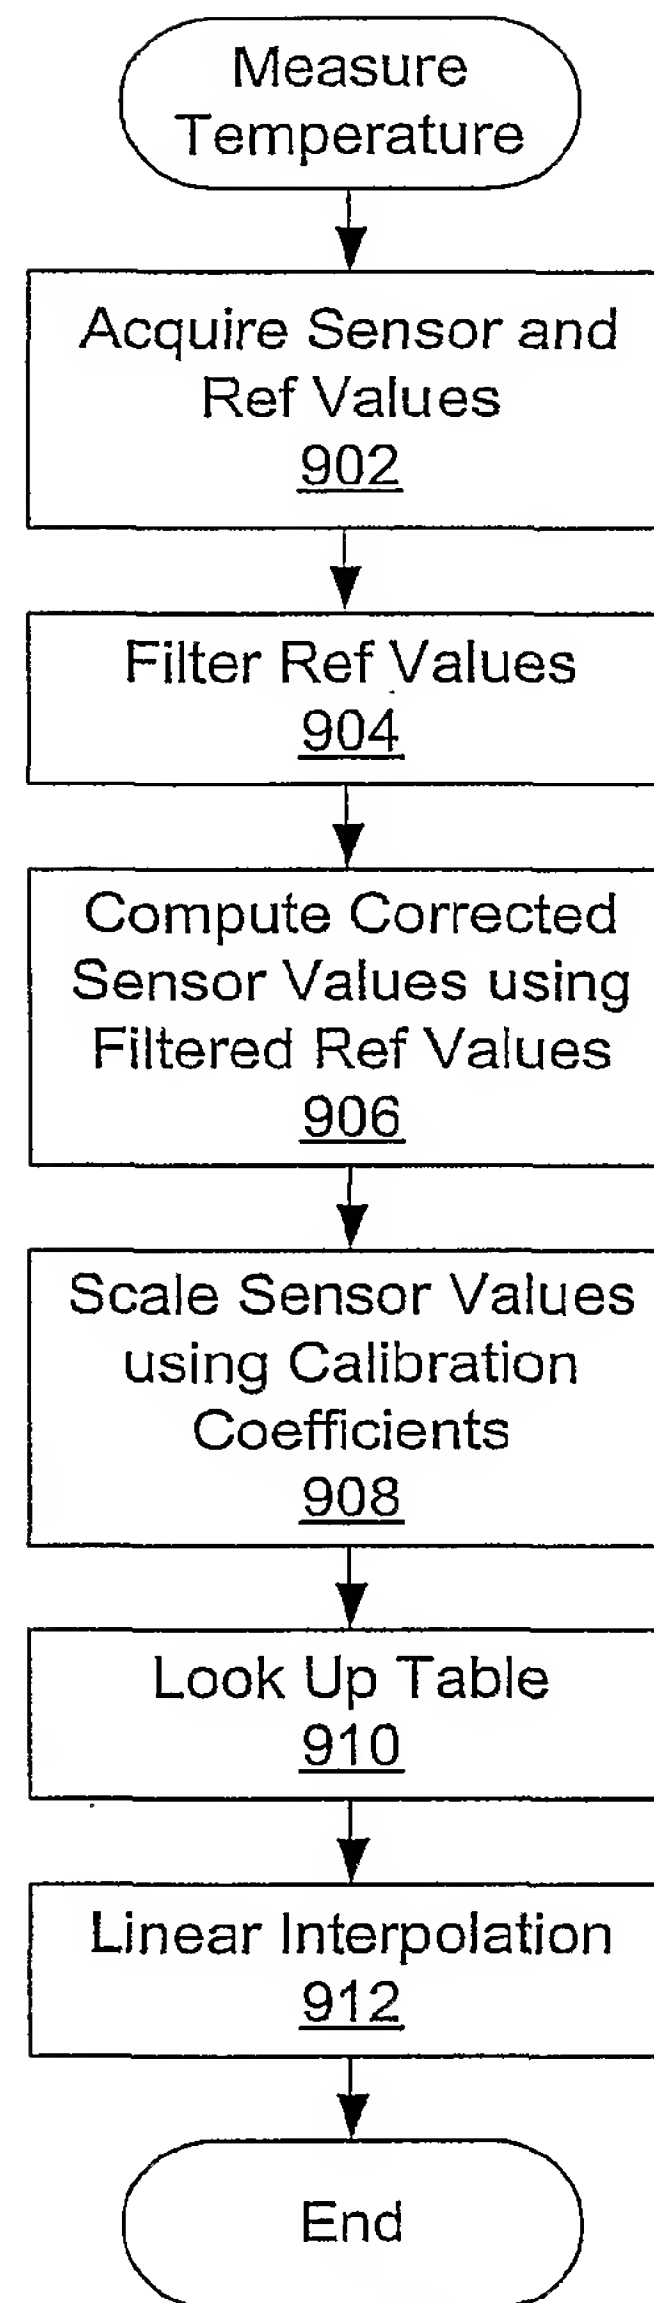 Measure
Temperature
Acquire Sensor and
Ref Values
902
Filter Ref Values
904
Compute Corrected
Sensor Values using
Filtered Ref Values
906
Scale Sensor Values
using Calibration
Coefficients
908
Look Up Table
910
Linear Interpolation
912
End